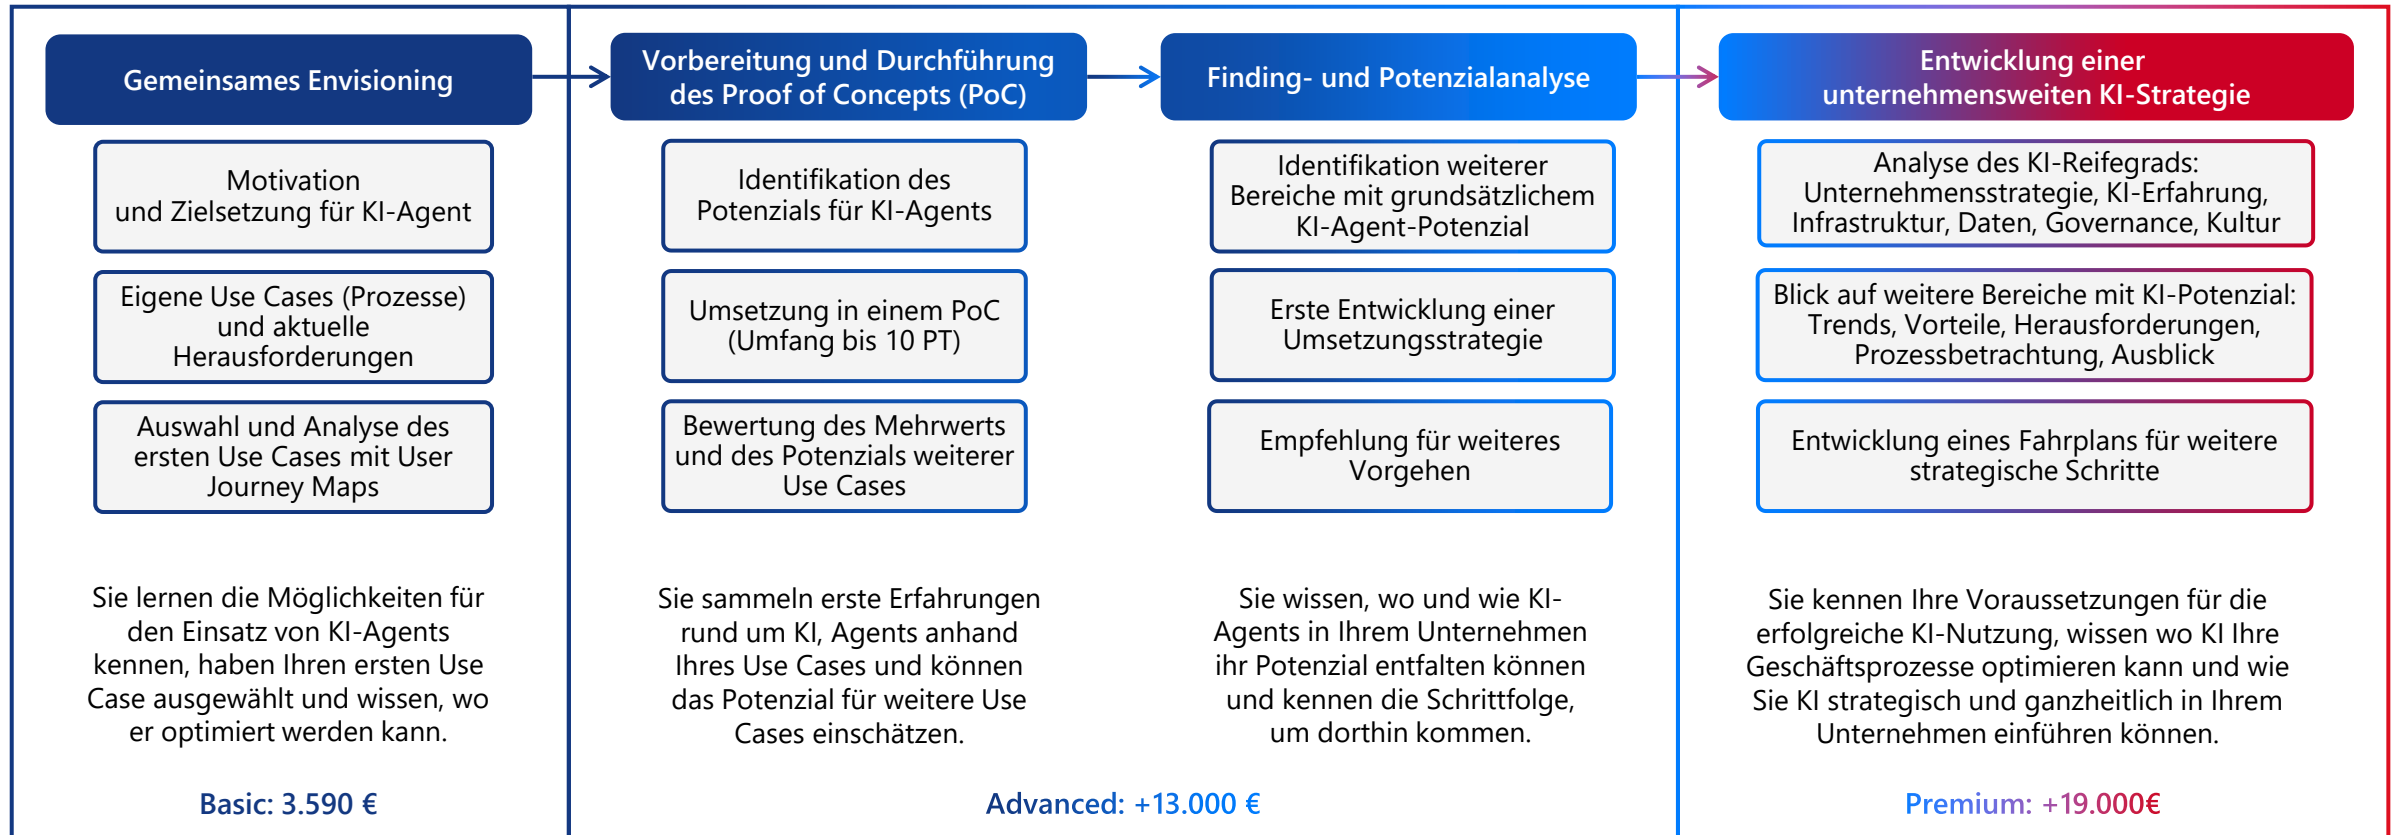 Gemeinsames Envisioning
Motivation
und Zielsetzung für KI-Agent
Eigene Use Cases (Prozesse)
und aktuelle
Herausforderungen
Auswahl und Analyse des
ersten Use Cases mit User
Journey Maps
Sie lernen die Möglichkeiten für
den Einsatz von KI-Agents
kennen, haben Ihren ersten Use
Case ausgewählt und wissen, wo
er optimiert werden kann.
Basic: 3.590 €
Vorbereitung und Durchführung
des Proof of Concepts (PoC)
Identifikation des
Potenzials für KI-Agents
Umsetzung in einem PoC
(Umfang bis 10 PT)
Bewertung des Mehrwerts
und des Potenzials weiterer
Use Cases
Sie sammeln erste Erfahrungen
rund um KI, Agents anhand
Ihres Use Cases und können
das Potenzial für weitere Use
Cases einschätzen.
Finding- und Potenzialanalyse
Identifikation weiterer
Bereiche mit grundsätzlichem
KI-Agent-Potenzial
Erste Entwicklung einer
Umsetzungsstrategie
Empfehlung für weiteres
Vorgehen
Sie wissen, wo und wie KI-
Agents in Ihrem Unternehmen
ihr Potenzial entfalten können
und kennen die Schrittfolge,
um dorthin kommen.
Advanced: +13.000 €
Entwicklung einer
unternehmensweiten KI-Strategie
Analyse des KI-Reifegrads:
Unternehmensstrategie, KI-Erfahrung,
Infrastruktur, Daten, Governance, Kultur
Blick auf weitere Bereiche mit KI-Potenzial:
Trends, Vorteile, Herausforderungen,
Prozessbetrachtung, Ausblick
Entwicklung eines Fahrplans für weitere
strategische Schritte
Sie kennen Ihre Voraussetzungen für die
erfolgreiche KI-Nutzung, wissen wo KI Ihre
Geschäftsprozesse optimieren kann und wie
Sie KI strategisch und ganzheitlich in Ihrem
Unternehmen einführen können.
Premium: +19.000€